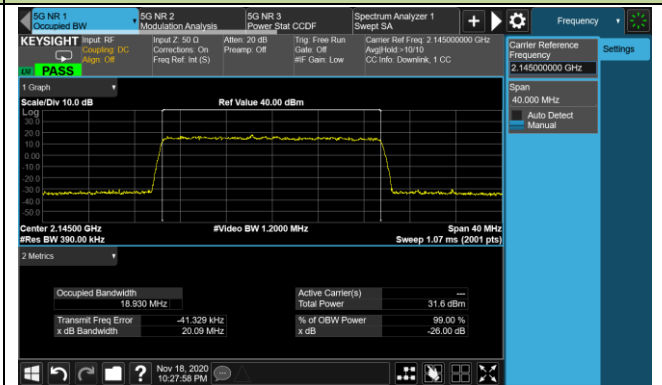 5G NR 1
Occupied BW
5G NR 2
Modulation Analysis
5G NR 3
Power Stat CCDF
Spectrum Analyzer 1
Swept SA
Frequency
KEYSIGHT
Input: RF
Coupling: DC
Align: Off
Input Z: 50 Ω
Corrections: On
Freq Ref: Int (S)
Atten: 20 dB
Preamp: Off
Trig: Free Run
Gate: Off
#IF Gain: Low
Carrier Ref Freq: 2.145000000 GHz
Avg|Hold:>10/10
CC Info: Downlink, 1 CC
PASS
Carrier Reference
Frequency
2.145000000 GHz
Settings
Span
40.000 MHz
Auto Detect
Manual
1 Graph
Scale/Div 10.0 dB
Ref Value 40.00 dBm
Log
30.0
20.0
10.0
0.00
-10.0
-20.0
-30.0
-40.0
-50.0
Center 2.14500 GHz
#Video BW 1.2000 MHz
Span 40 MHz
#Res BW 390.00 kHz
Sweep 1.07 ms (2001 pts)
2 Metrics
Occupied Bandwidth
18.930 MHz
Active Carrier(s)
—
Total Power
31.6 dBm
Transmit Freq Error
-41.329 kHz
% of OBW Power
99.00 %
x dB Bandwidth
20.09 MHz
x dB
-26.00 dB
Nov 18, 2020
10:27:58 PM